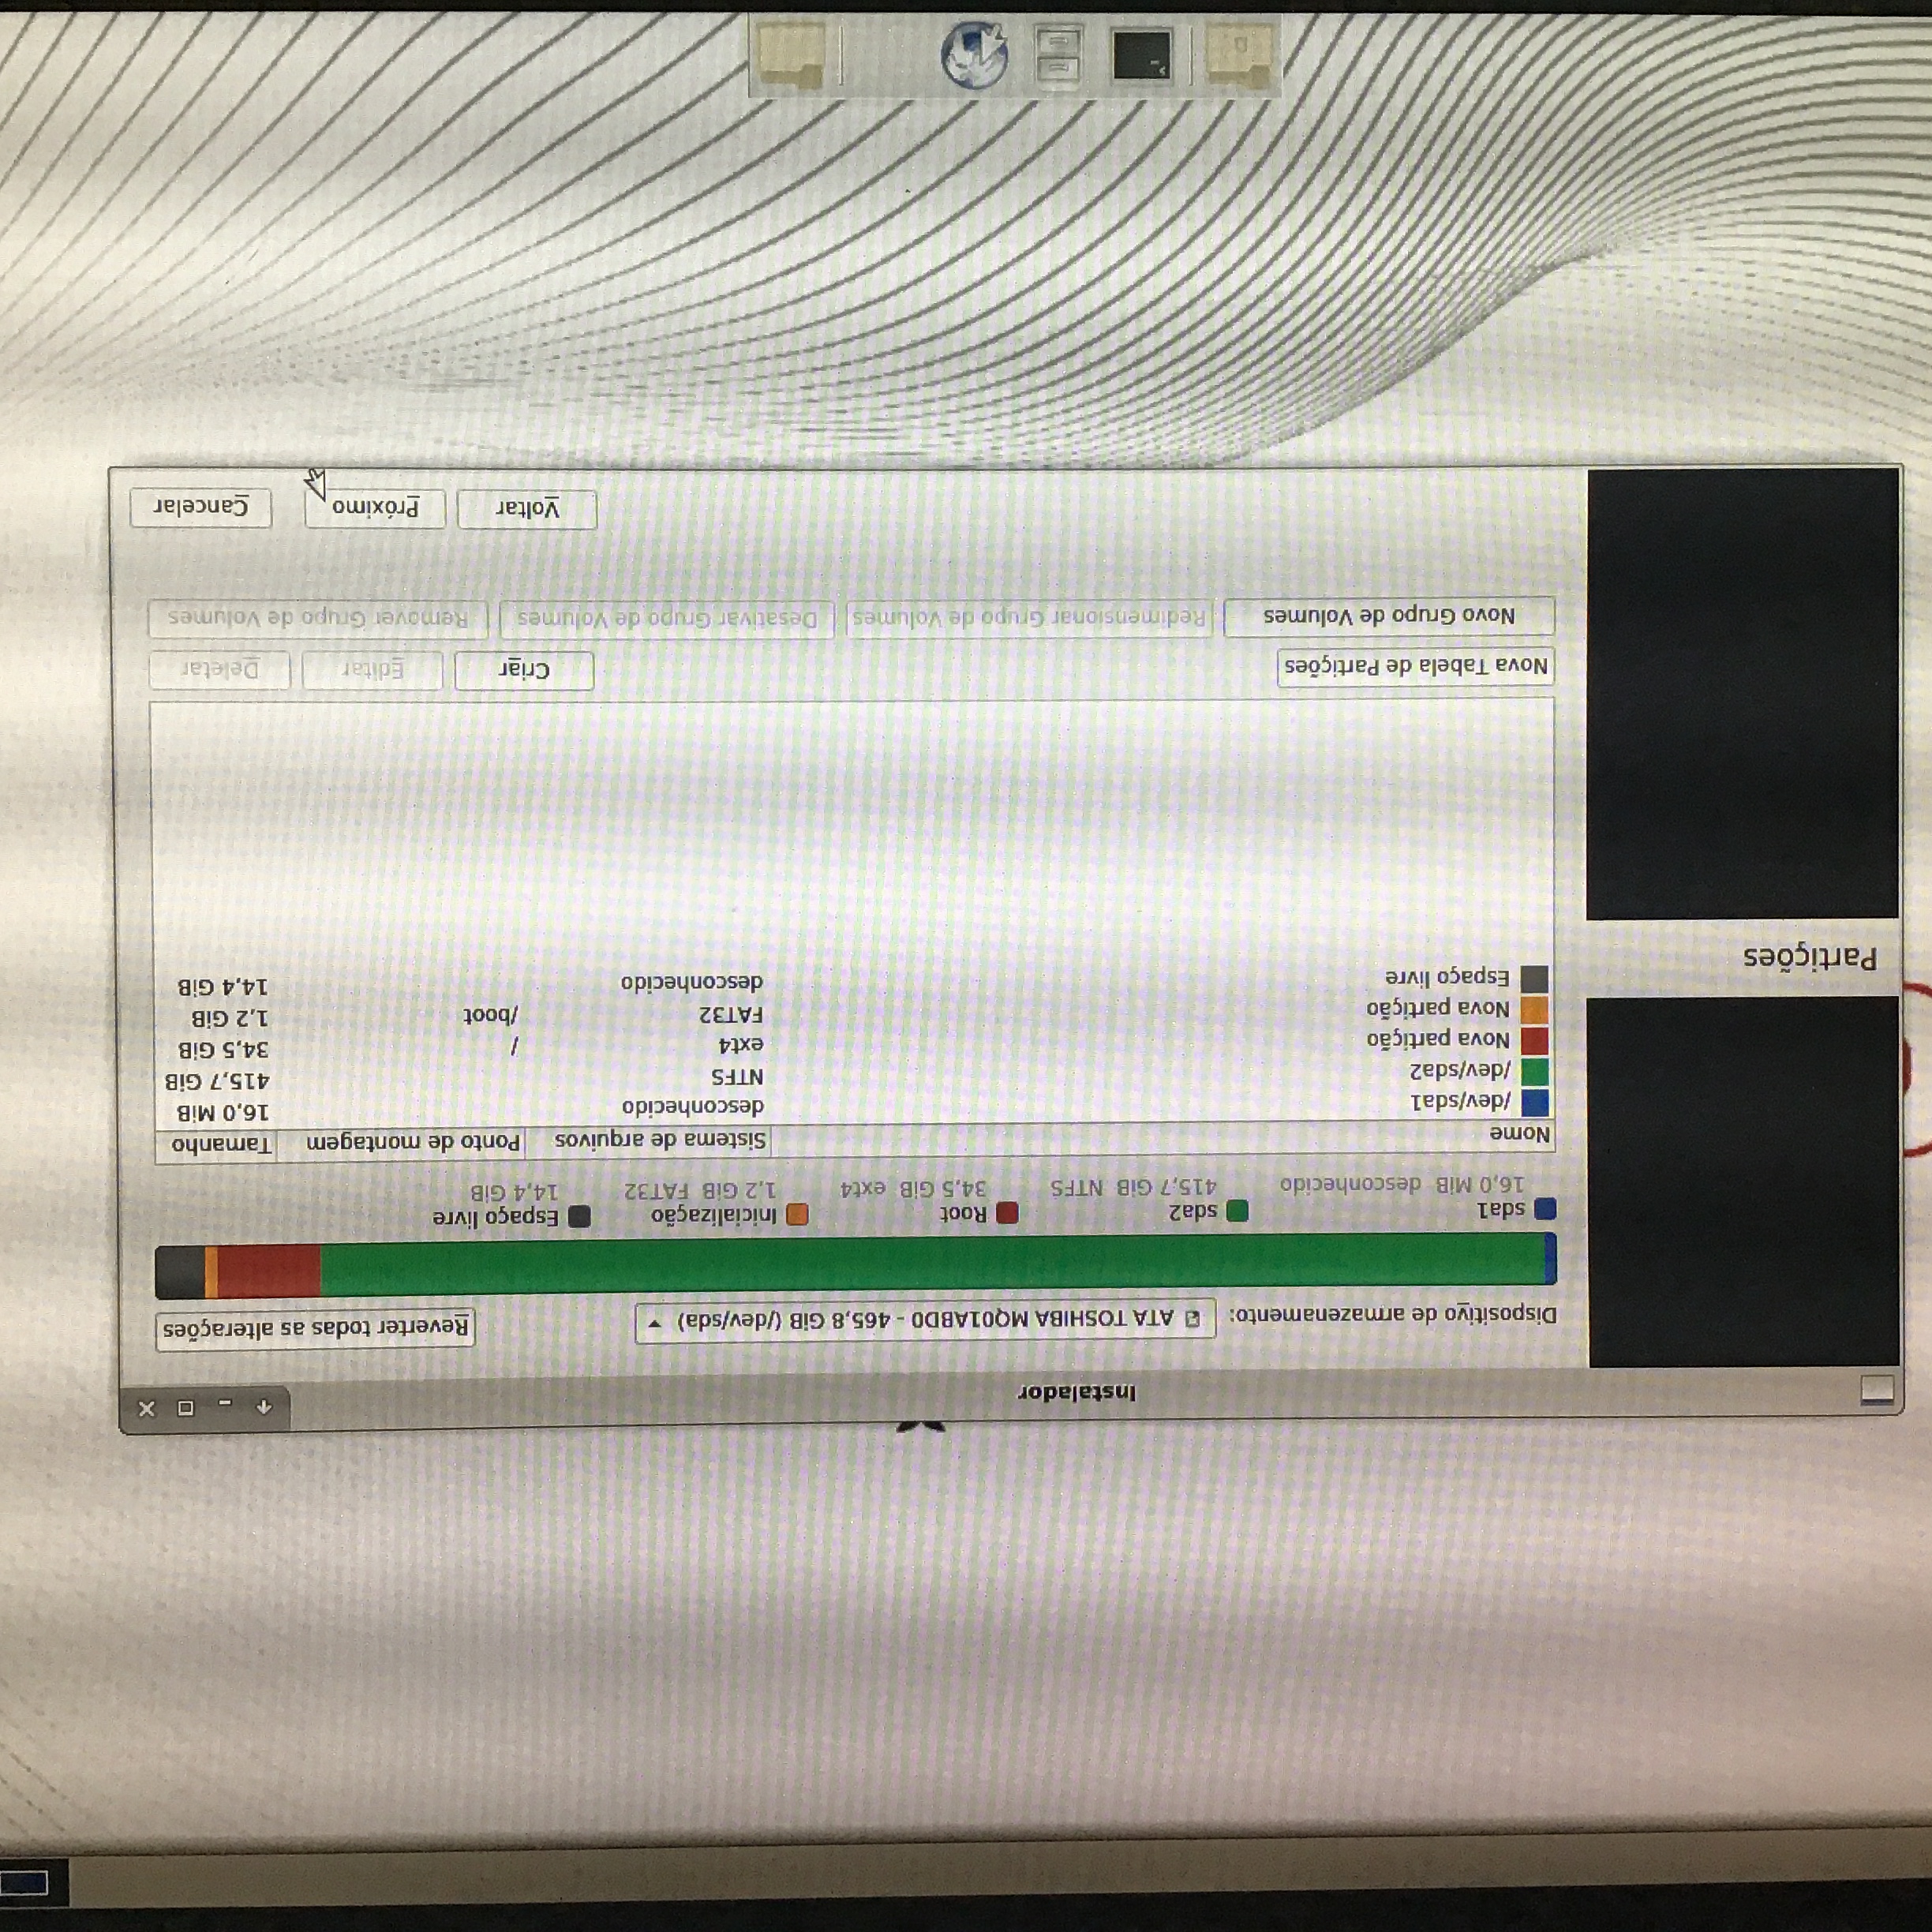 Instalador
Dispositivo de armazenamento: ATA TOSHIBA MQ01ABD0 - 465,8 GiB (/dev/sda) Reverter todas as alterações
sda1 sda2 Root Inicialização Espaço livre
16,0 MiB desconhecido 415,7 GiB NTFS 34,5 GiB ext4 1,2 GiB FAT32 14,4 GiB
Nome Sistema de arquivos Ponto de montagem Tamanho
/dev/sda1 desconhecido 16,0 MiB
/dev/sda2 NTFS 415,7 GiB
Nova partição ext4 / 34,5 GiB
Nova partição FAT32 /boot 1,2 GiB
Espaço livre desconhecido 14,4 GiB
Partições
Nova Tabela de Partições Criar Editar Deletar
Novo Grupo de Volumes Redimensionar Grupo de Volumes Desativar Grupo de Volumes Remover Grupo de Volumes
Voltar Próximo Cancelar